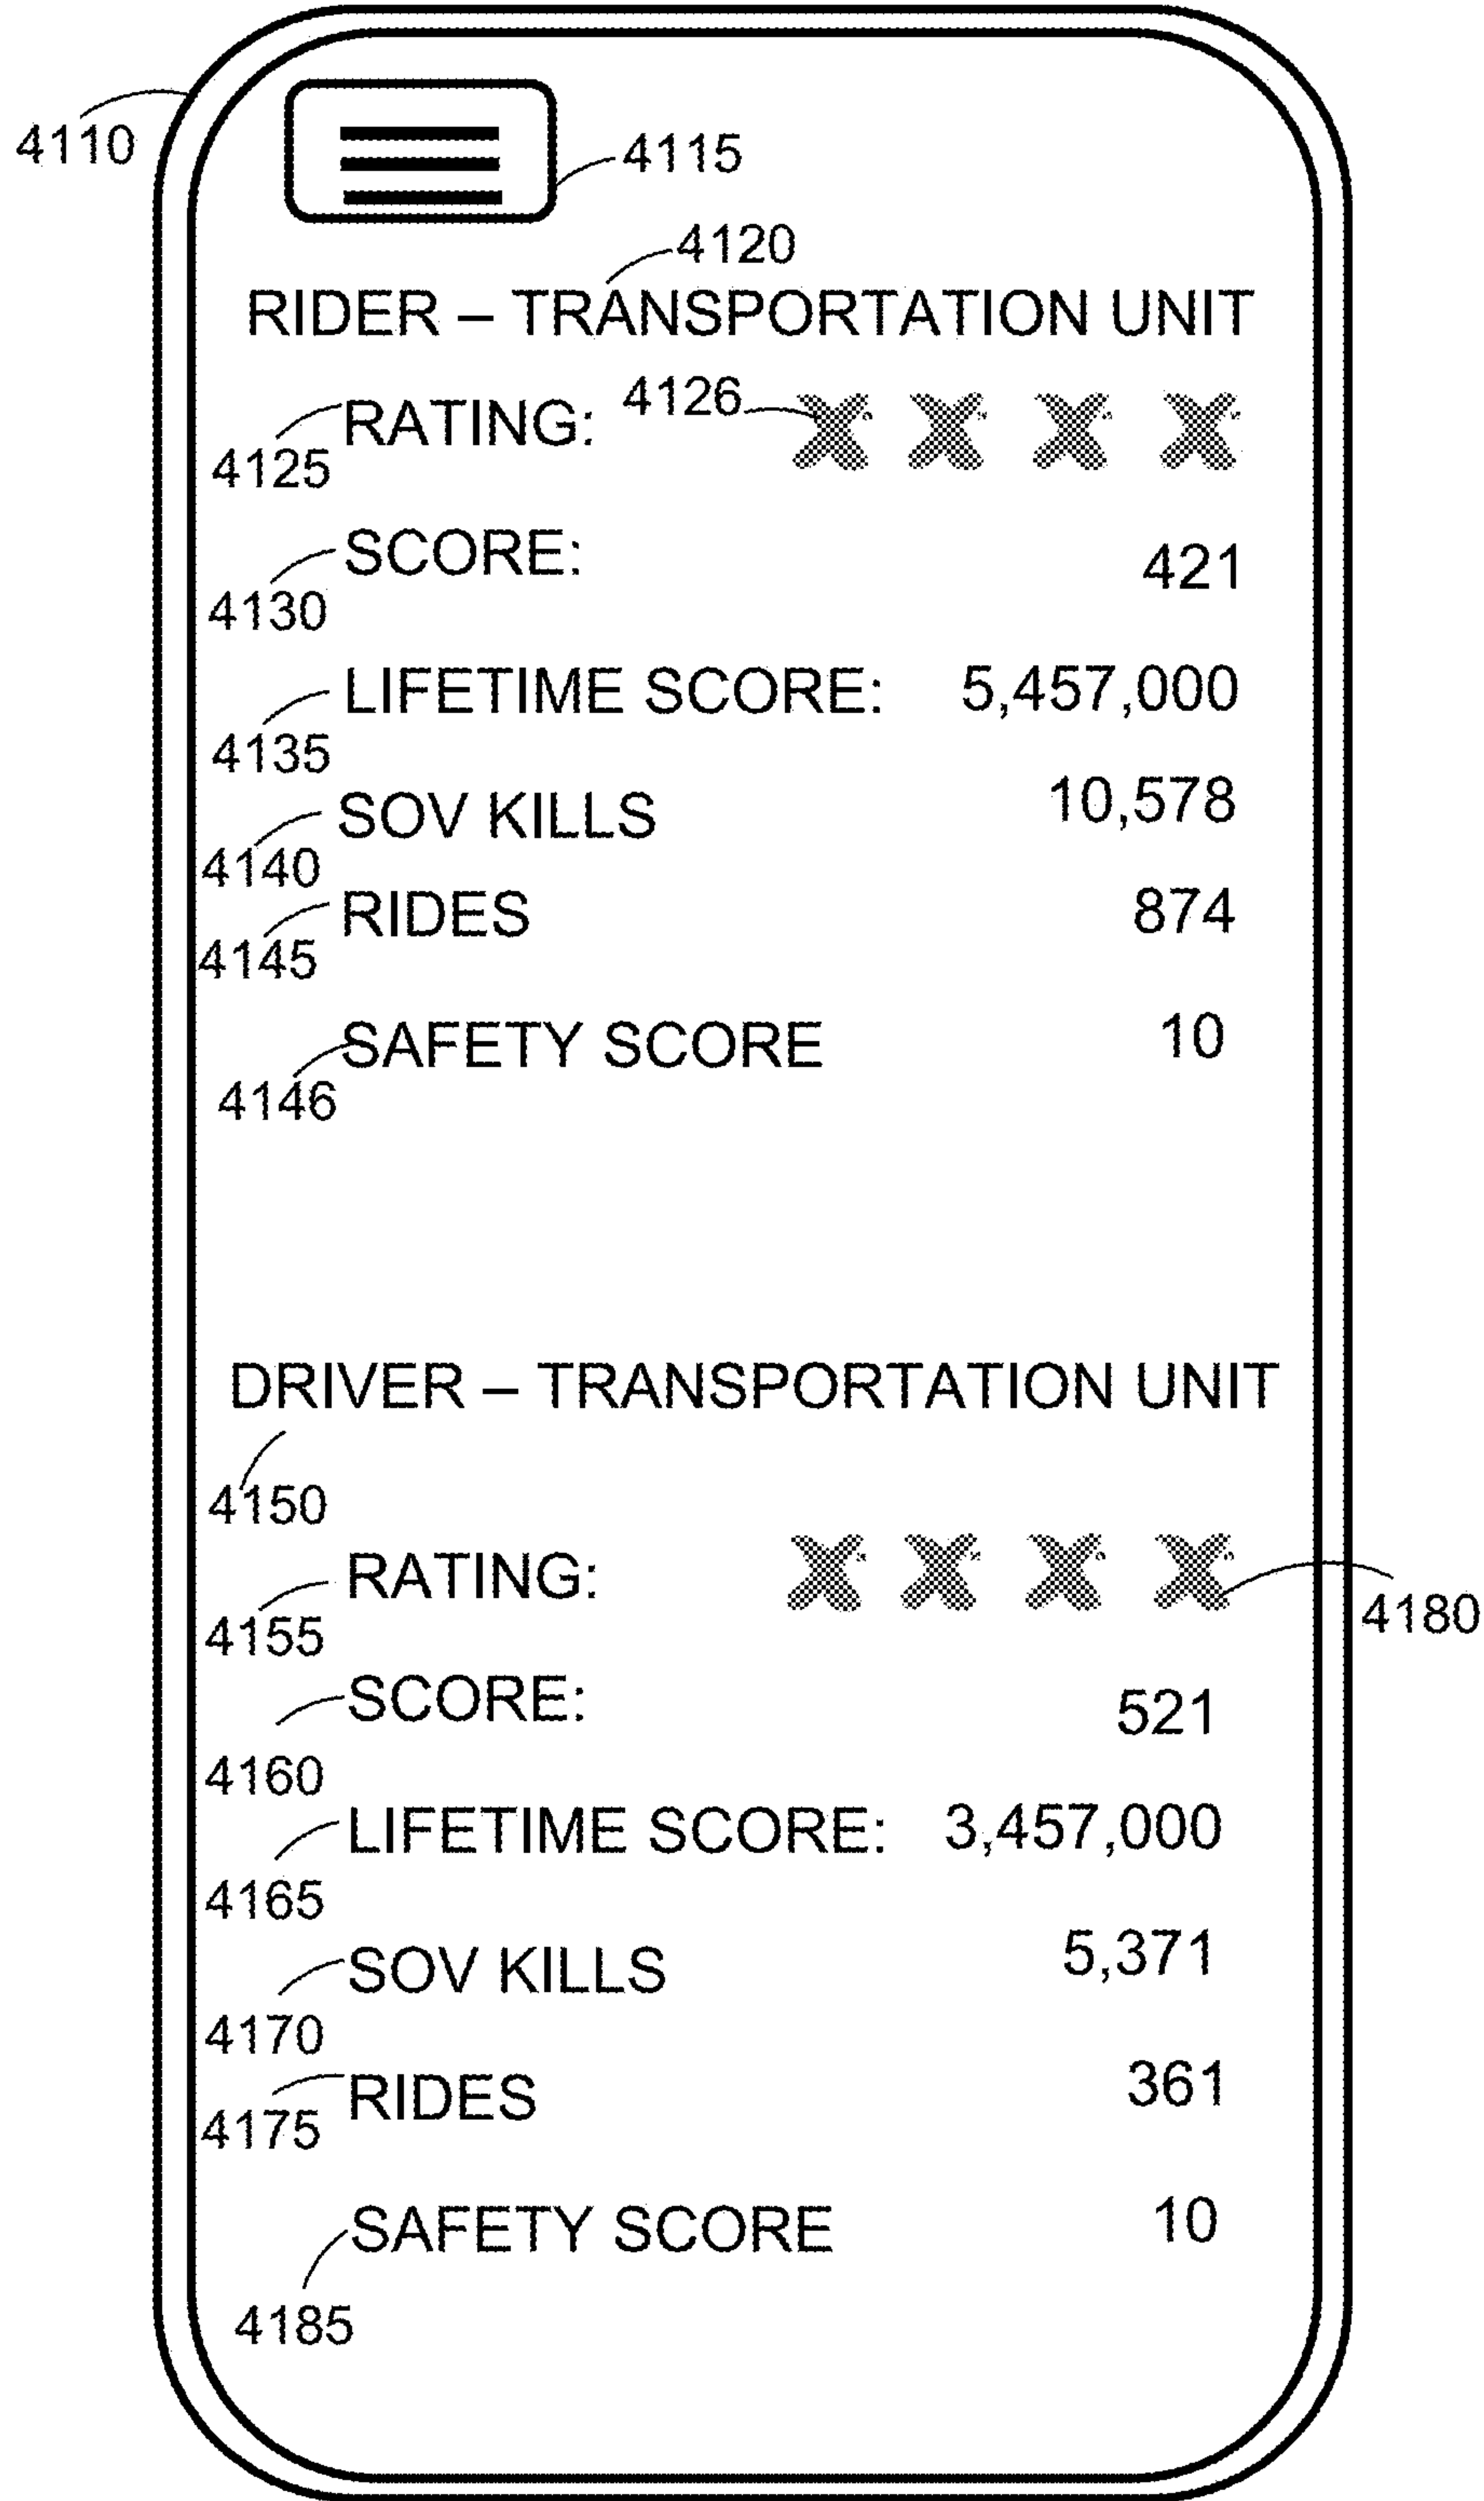 4110
4115
4120
RIDER – TRANSPORTATION UNIT
RATING: 4126 X X X X
4125
SCORE: 421
4130
LIFETIME SCORE: 5,457,000
4135
SOV KILLS 10,578
4140
RIDES 874
4145
SAFETY SCORE 10
4146
DRIVER – TRANSPORTATION UNIT
4150
RATING: X X X X
4180
4155
SCORE: 521
4160
LIFETIME SCORE: 3,457,000
4165
SOV KILLS 5,371
4170
RIDES 361
4175
SAFETY SCORE 10
4185